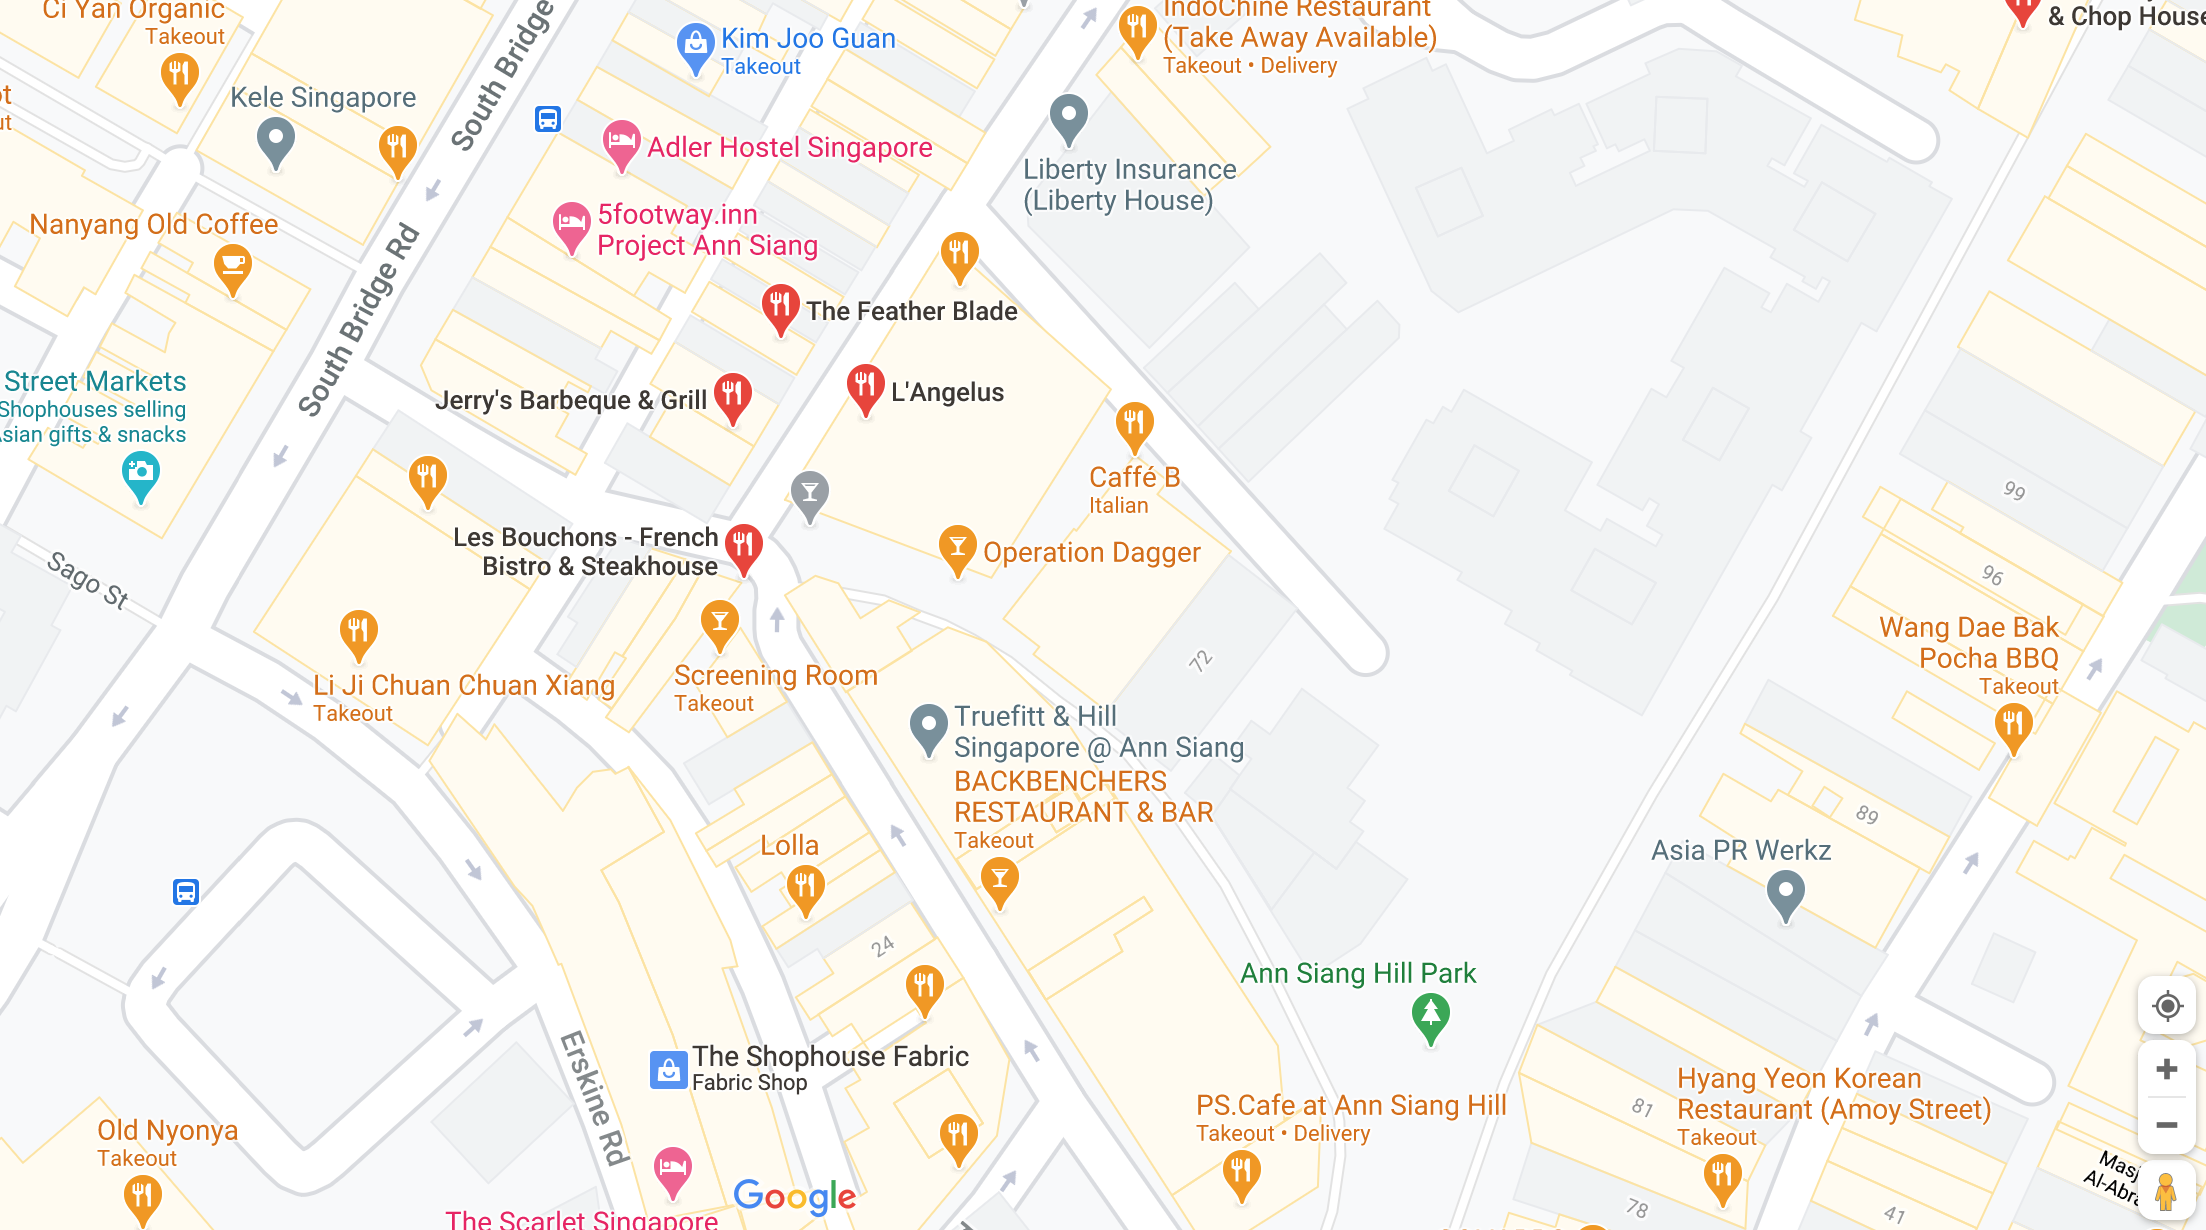 Ci Yan Organic
Takeout
IndoChine Restaurant
(Take Away Available)
Takeout • Delivery
& Chop House
Kim Joo Guan
Takeout
South Bridge
Kele Singapore
Adler Hostel Singapore
Liberty Insurance
(Liberty House)
5footway.inn
Project Ann Siang
Nanyang Old Coffee
South Bridge Rd
The Feather Blade
Street Markets
Shophouses selling
Asian gifts & snacks
Jerry's Barbeque & Grill
L'Angelus
Caffé B
Italian
99
Les Bouchons - French
Bistro & Steakhouse
Operation Dagger
Sago St
96
Wang Dae Bak
Pocha BBQ
Takeout
72
Li Ji Chuan Chuan Xiang
Takeout
Screening Room
Takeout
Truefitt & Hill
Singapore @ Ann Siang
BACKBENCHERS
RESTAURANT & BAR
Takeout
89
Lolla
Asia PR Werkz
24
Ann Siang Hill Park
Erskine Rd
The Shophouse Fabric
Fabric Shop
Hyang Yeon Korean
Restaurant (Amoy Street)
Takeout
81
PS.Cafe at Ann Siang Hill
Takeout • Delivery
Old Nyonya
Takeout
Masj
Al-Abra
Google
78
41
The Scarlet Singapore